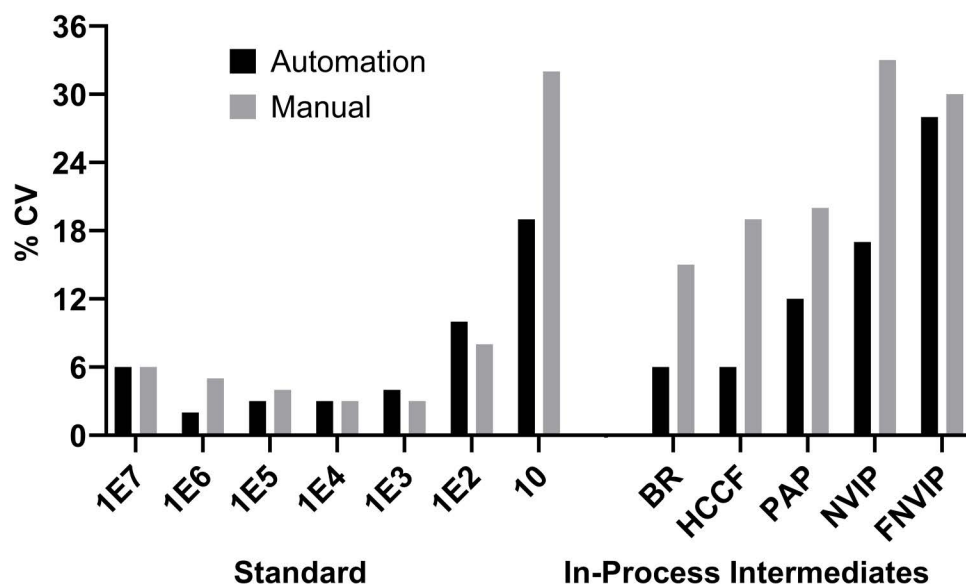 % CV
36
30
24
18
12
6
0
Automation
Manual
1E7
1E6
1E5
1E4
1E3
1E2
10
BR
HCCF
PAP
NVIP
FNVIP
Standard
In-Process Intermediates